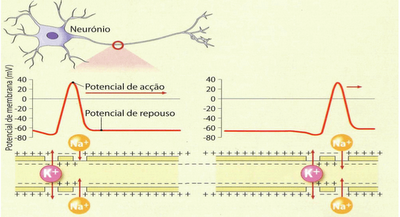 Neurónio
Potencial de membrana (mV)
40
20
0
-20
-40
-60
-80
Potencial de acção
Potencial de repouso
40
20
0
-20
-40
-60
-80
Na+
K+
Na+
Na+
K+
Na+